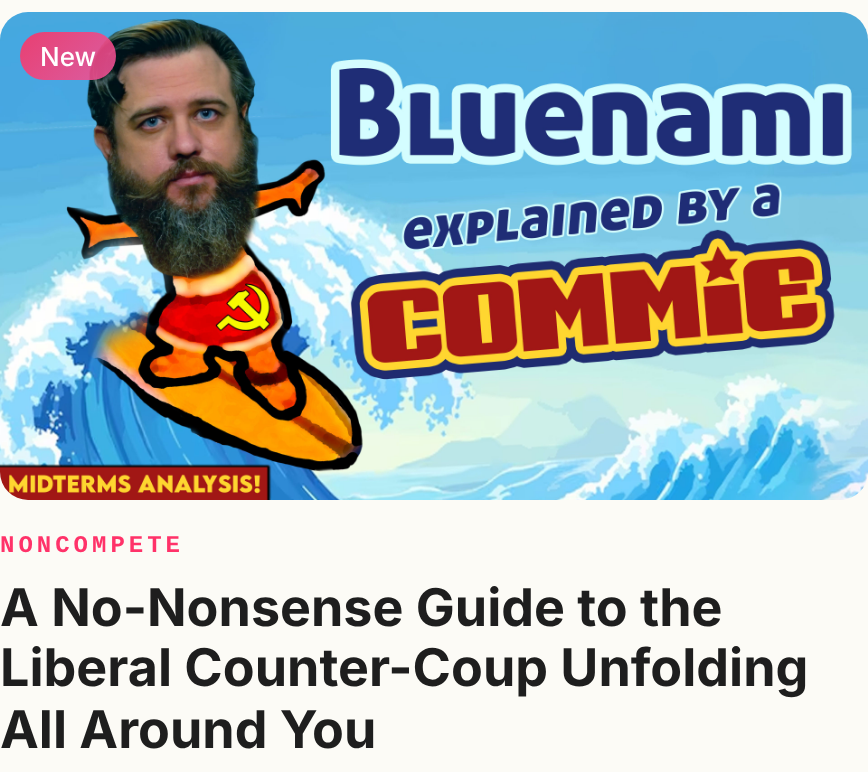 New
Bluenami
explained by a
COMMiE
MIDTERMS ANALYSIS!
NONCOMPETE
A No-Nonsense Guide to the
Liberal Counter-Coup Unfolding
All Around You